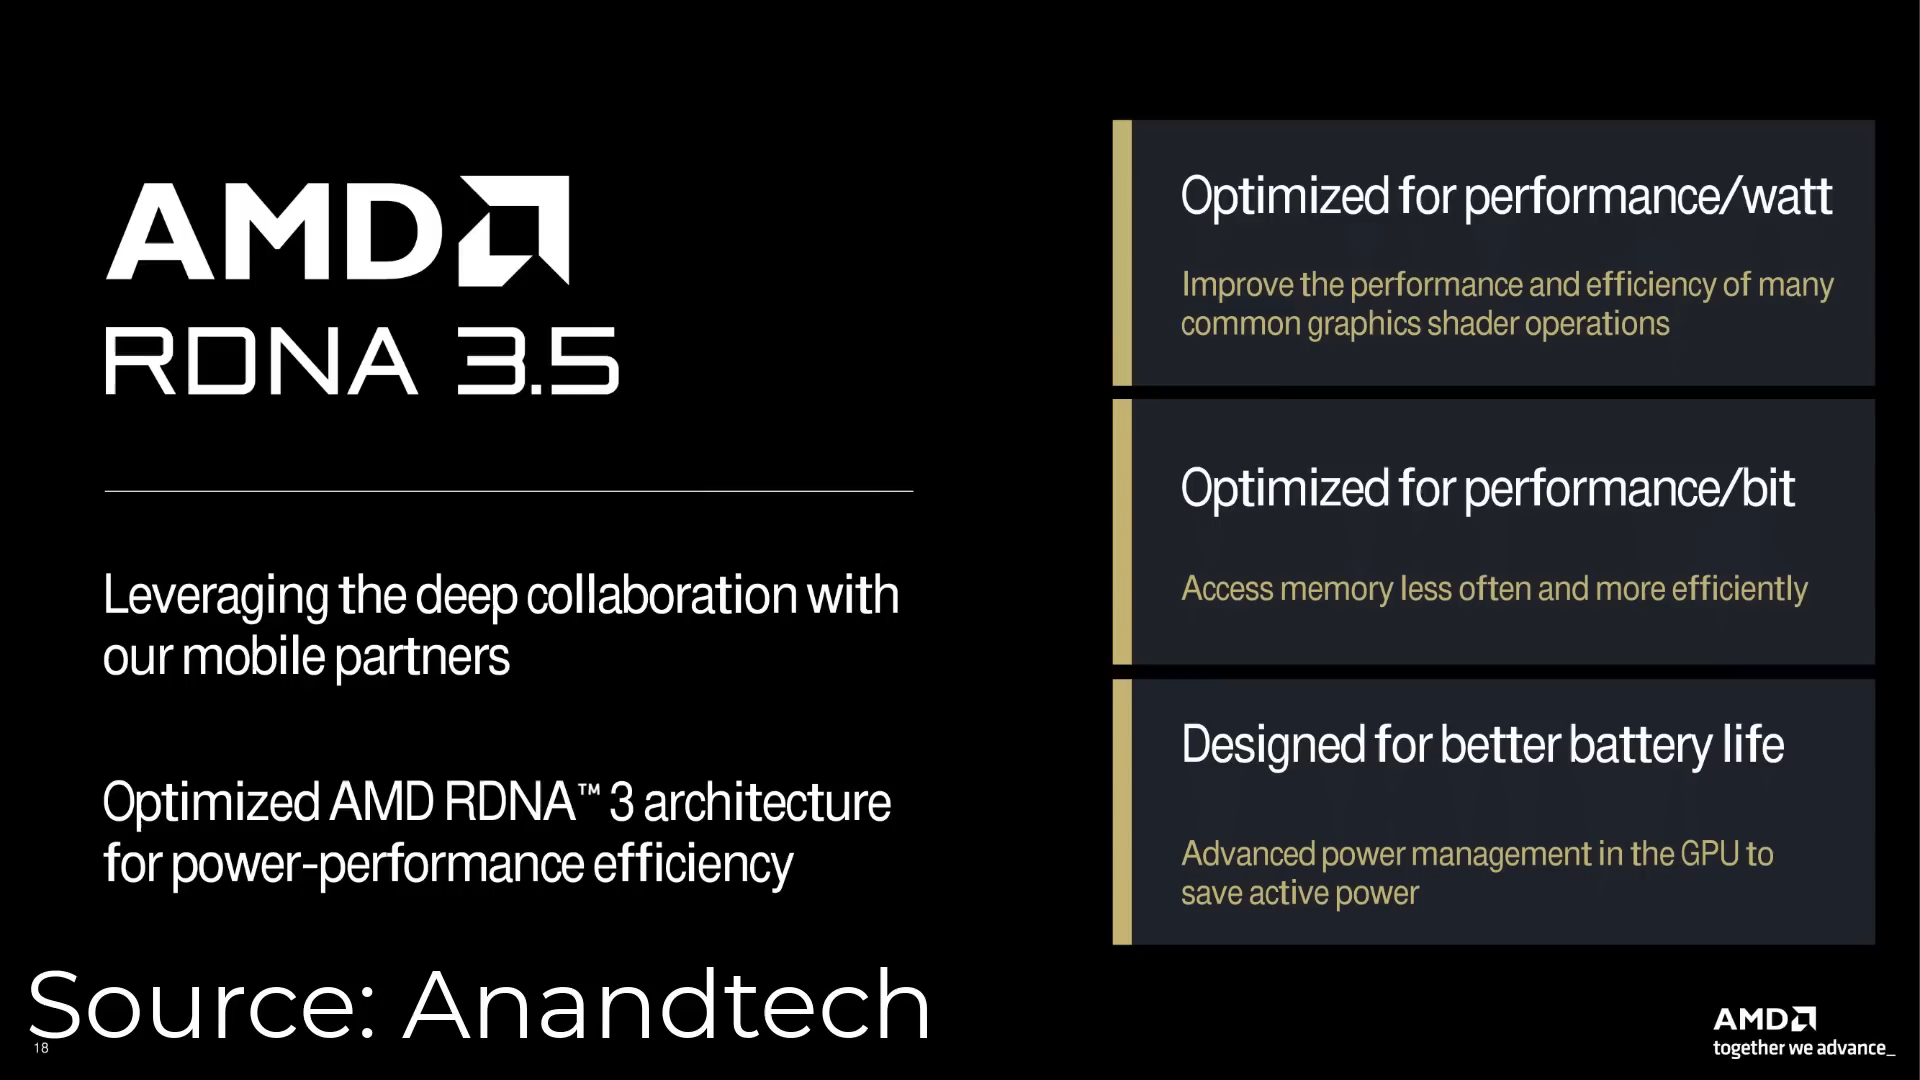 AMD
RDNA 3.5
Leveraging the deep collaboration with
our mobile partners
Optimized AMD RDNA™ 3 architecture
for power-performance efficiency
Optimized for performance/watt
Improve the performance and efficiency of many
common graphics shader operations
Optimized for performance/bit
Access memory less often and more efficiently
Designed for better battery life
Advanced power management in the GPU to
save active power
Source: Anandtech
18
AMD
together we advance_